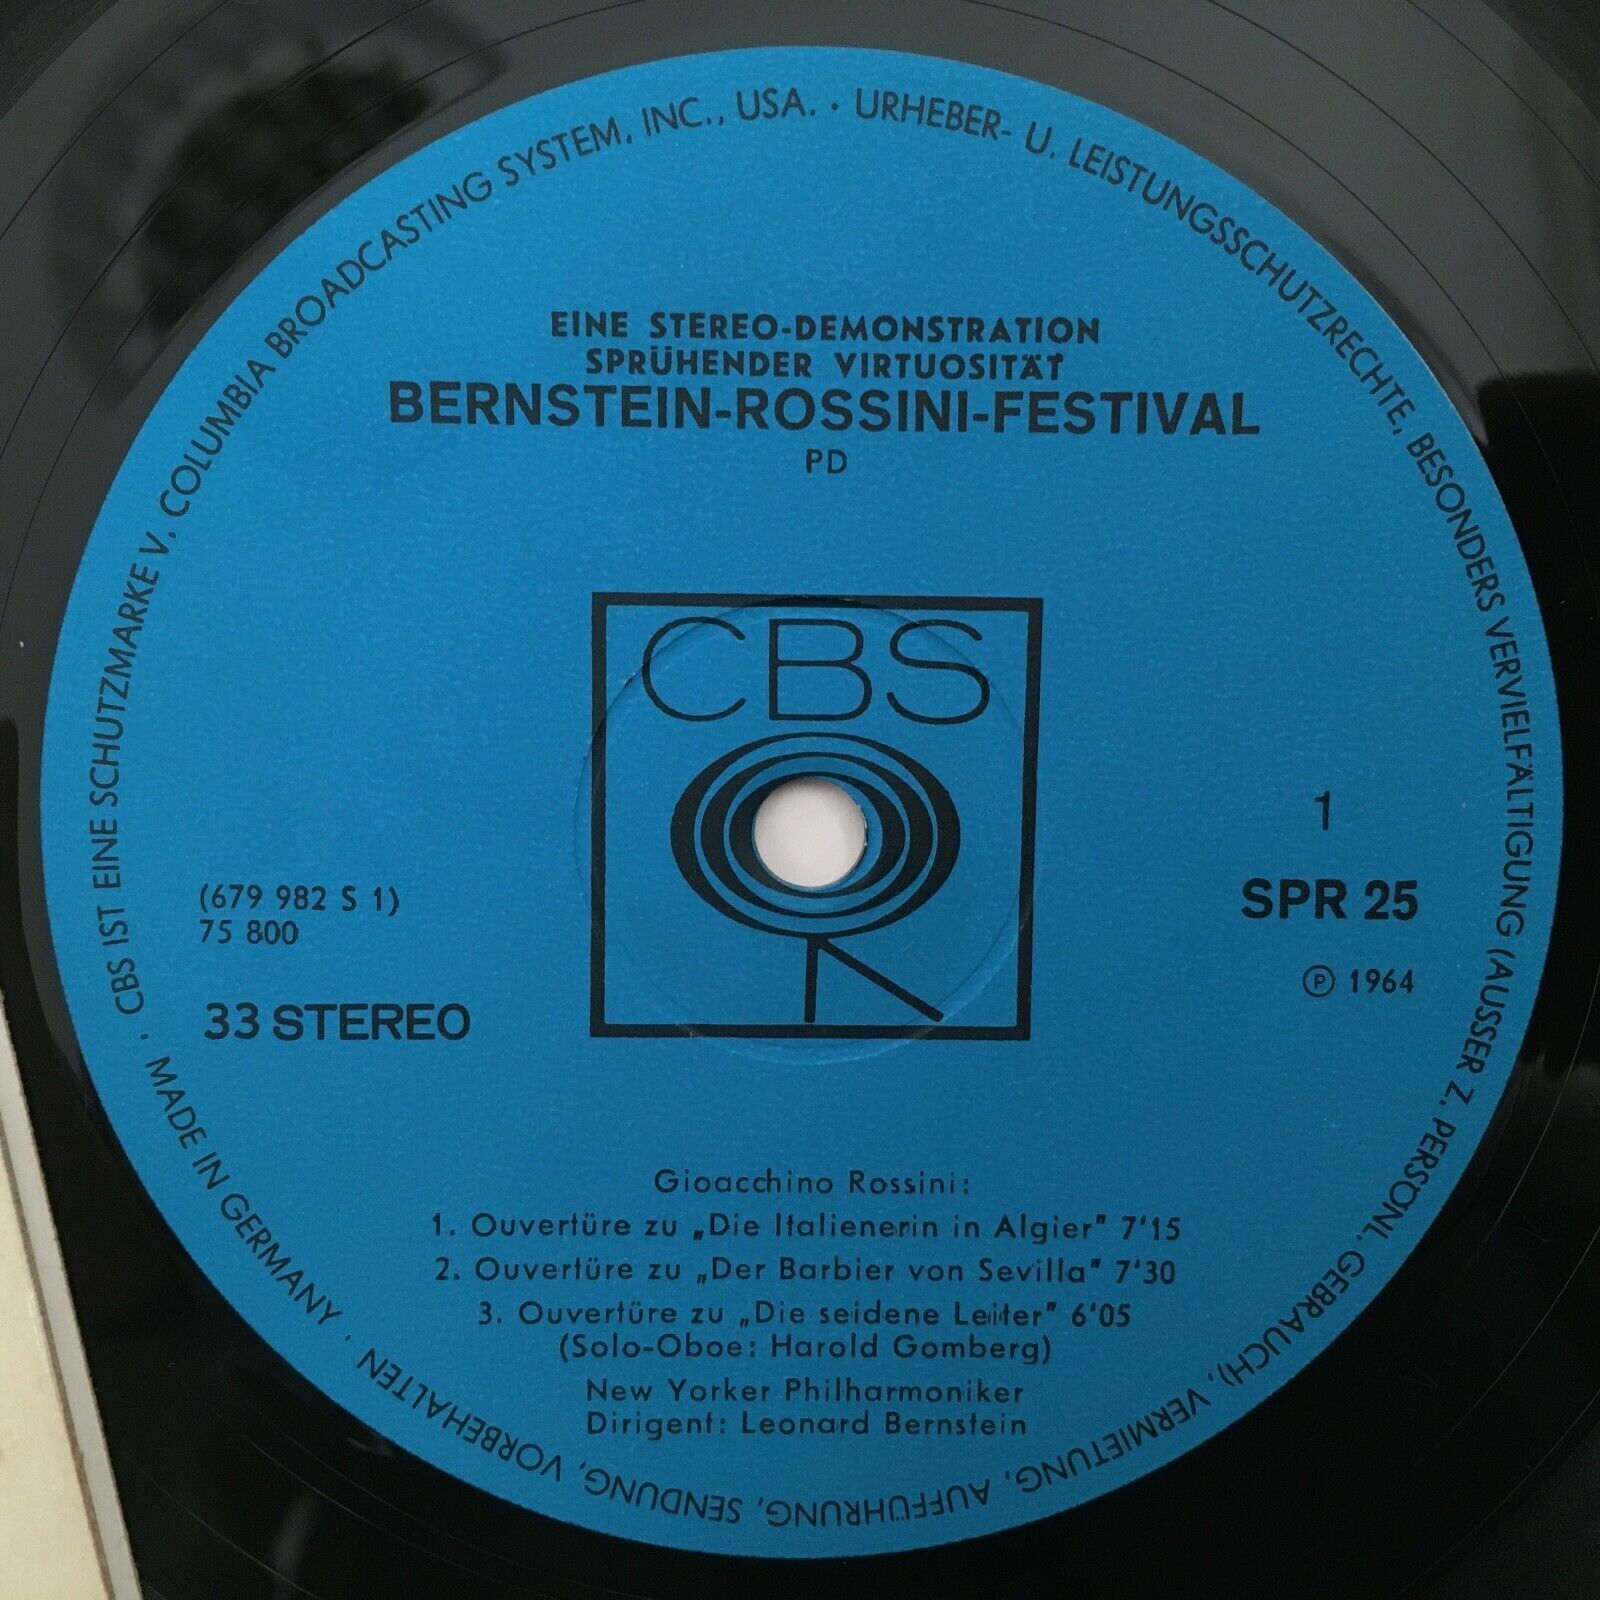 CBS IST EINE SCHUTZMARKE V. COLUMBIA BROADCASTING SYSTEM, INC., USA. · URHEBER- U. LEISTUNGSSCHUTZRECHTE, BESONDERS VERVIELFÄLTIGUNG (AUSSER Z. PERSÖNL. GEBRAUCH), VERMIETUNG, AUFFÜHRUNG, SENDUNG, VORBEHALTEN · MADE IN GERMANY ·
EINE STEREO-DEMONSTRATION
SPRÜHENDER VIRTUOSITÄT
BERNSTEIN-ROSSINI-FESTIVAL
PD
CBS
1
(679 982 S 1)
75 800
SPR 25
℗ 1964
33 STEREO
Gioacchino Rossini:
1. Ouvertüre zu „Die Italienerin in Algier" 7'15
2. Ouvertüre zu „Der Barbier von Sevilla" 7'30
3. Ouvertüre zu „Die seidene Leiter" 6'05
(Solo-Oboe: Harold Gomberg)
New Yorker Philharmoniker
Dirigent: Leonard Bernstein